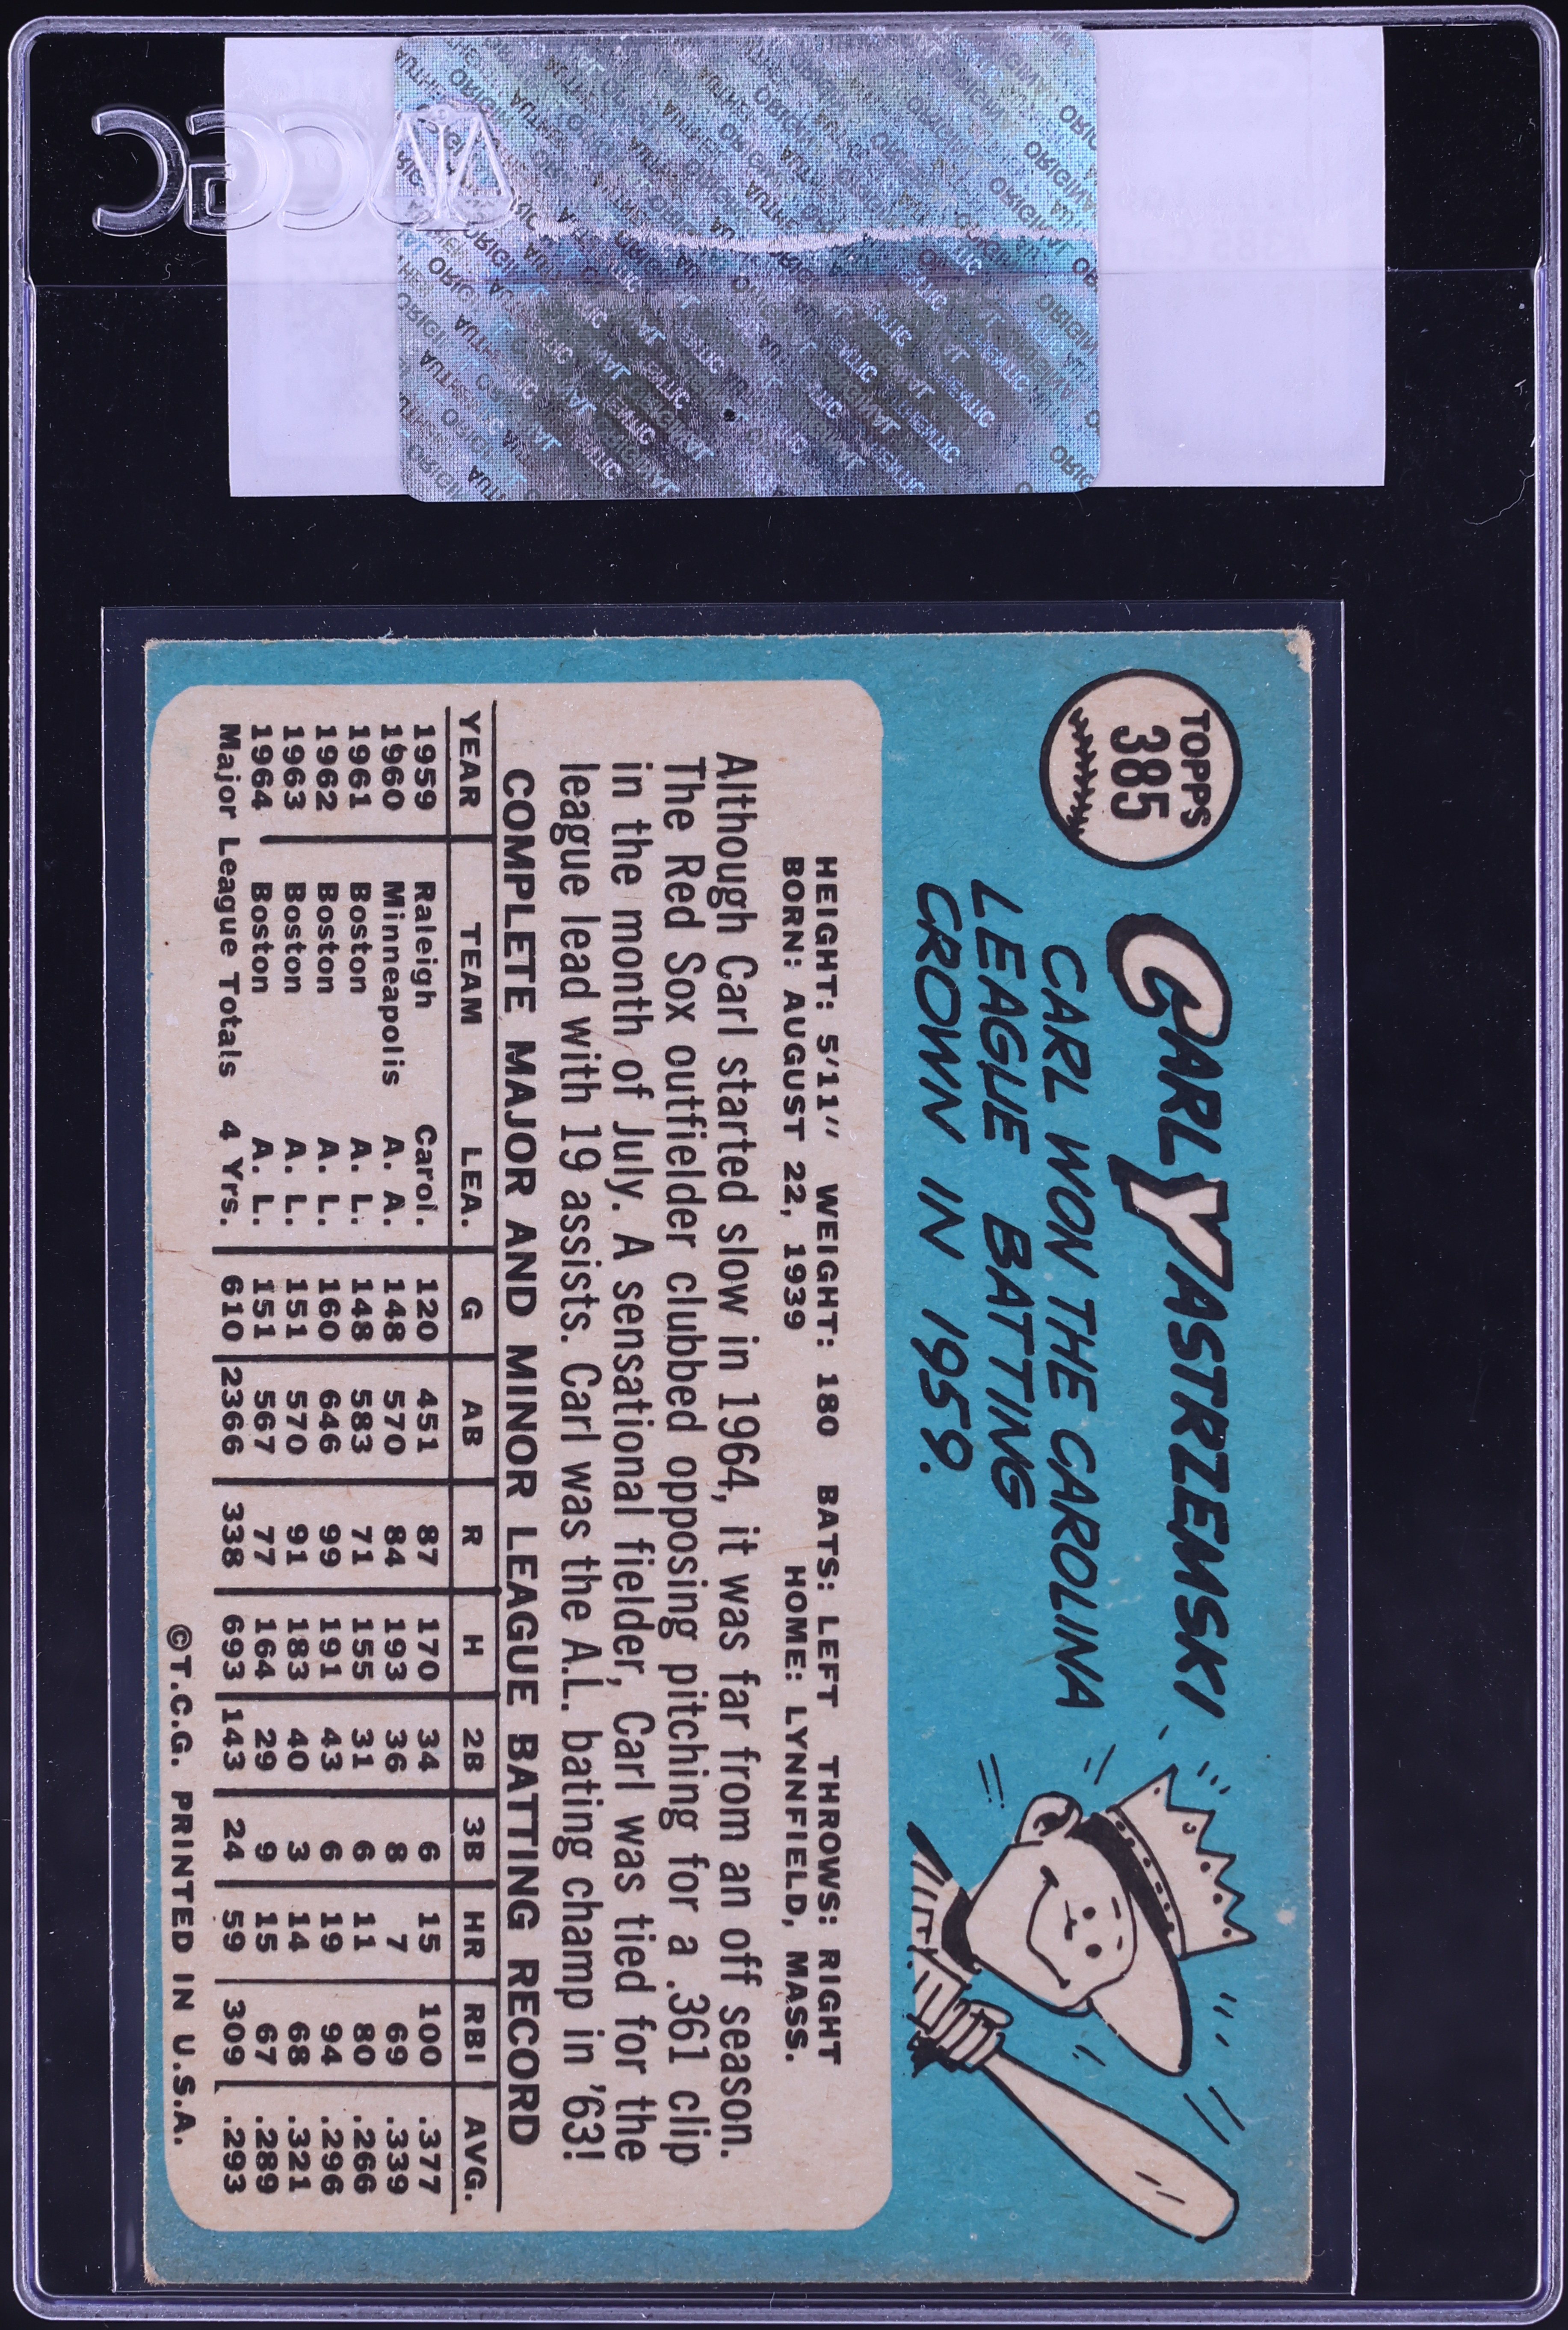 CGC
ORIGINAL AUTHENTIC
TOPPS
385
CARL YASTRZEMSKI
CARL WON THE CAROLINA
LEAGUE BATTING
CROWN IN 1959.
HEIGHT: 5'11" WEIGHT: 180 BATS: LEFT THROWS: RIGHT
BORN: AUGUST 22, 1939 HOME: LYNNFIELD, MASS.
Although Carl started slow in 1964, it was far from an off season.
The Red Sox outfielder clubbed opposing pitching for a .361 clip
in the month of July. A sensational fielder, Carl was tied for the
league lead with 19 assists. Carl was the A.L. bating champ in '63!
COMPLETE MAJOR AND MINOR LEAGUE BATTING RECORD
YEAR TEAM LEA. G AB R H 2B 3B HR RBI AVG.
1959 Raleigh Carol. 120 451 87 170 34 6 15 100 .377
1960 Minneapolis A. A. 148 570 84 193 36 8 7 69 .339
1961 Boston A. L. 148 583 71 155 31 6 11 80 .266
1962 Boston A. L. 160 646 99 191 43 6 19 94 .296
1963 Boston A. L. 151 570 91 183 40 3 14 68 .321
1964 Boston A. L. 151 567 77 164 29 9 15 67 .289
Major League Totals 4 Yrs. 610 2366 338 693 143 24 59 309 .293
©T.C.G. PRINTED IN U.S.A.